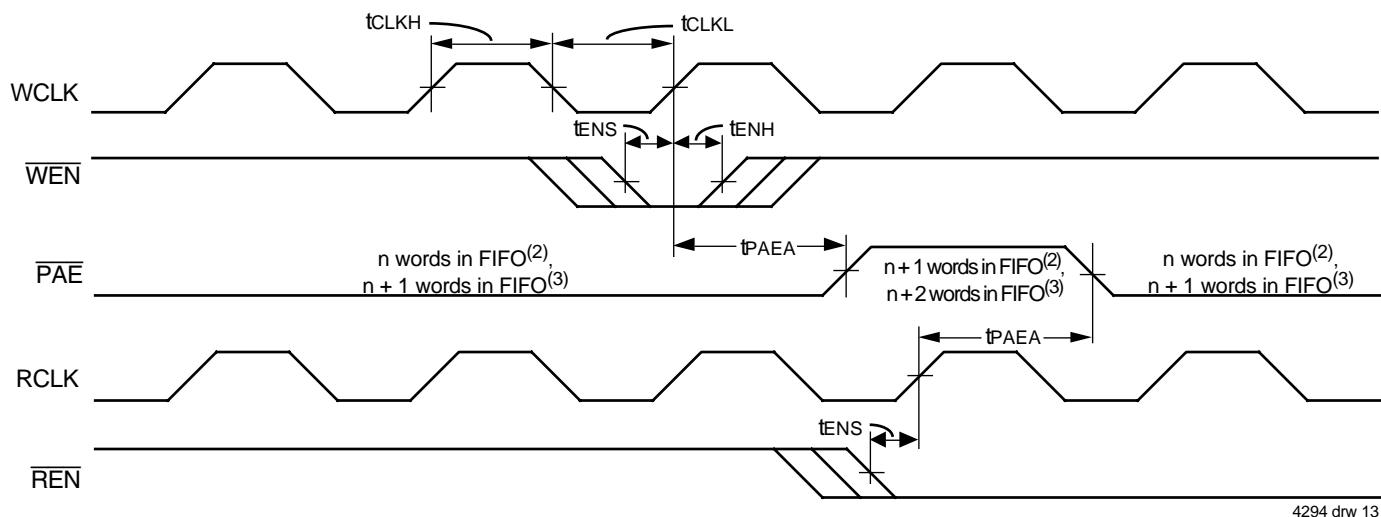 tCLKH
tCLKL
WCLK
tENS
tENH
WEN
tPAEA
PAE
n words in FIFO(2),
n + 1 words in FIFO(3)
n + 1 words in FIFO(2),
n + 2 words in FIFO(3)
n words in FIFO(2),
n + 1 words in FIFO(3)
tPAEA
RCLK
tENS
REN
4294 drw 13